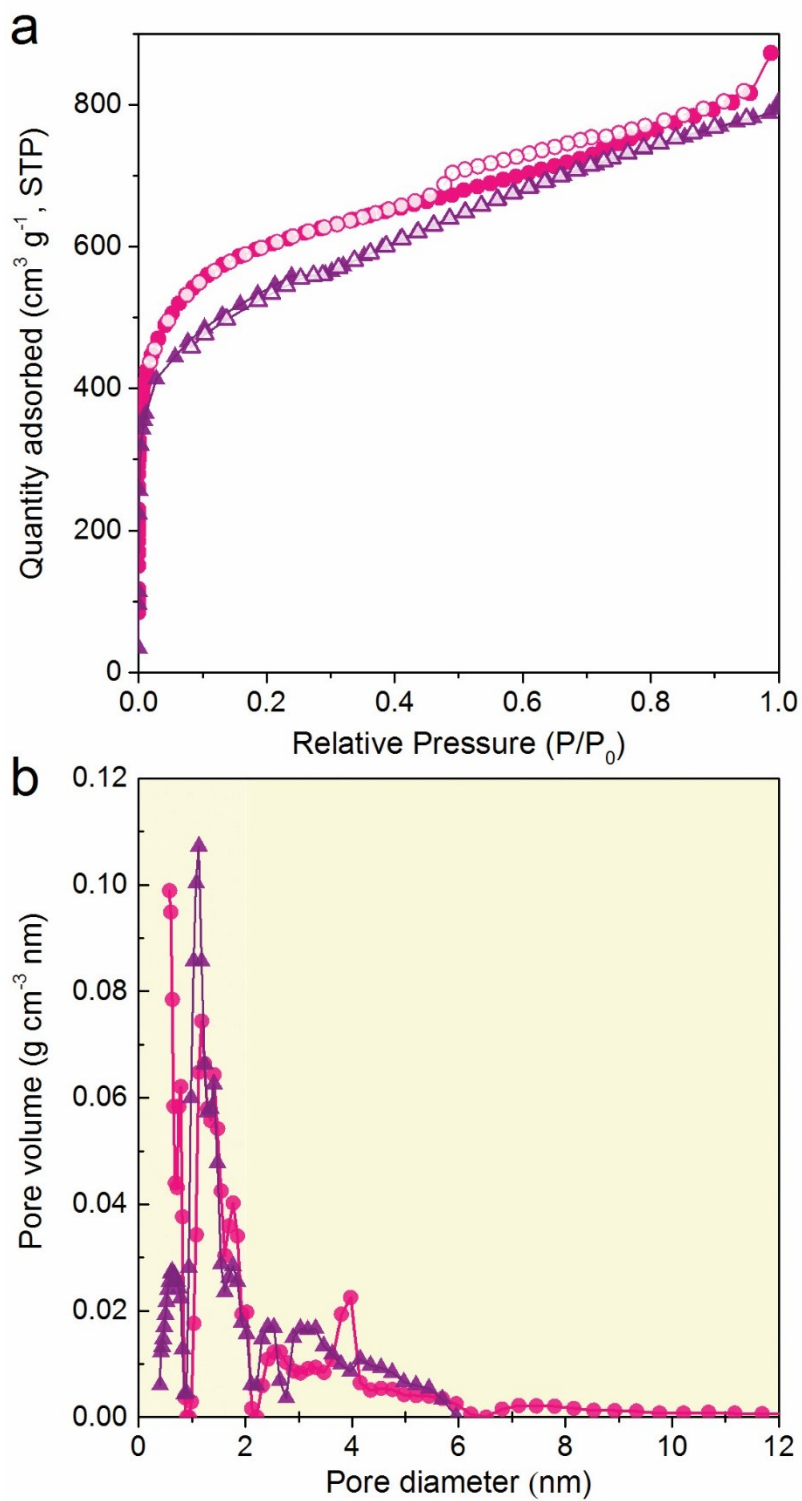 a
Quantity adsorbed (cm³ g⁻¹ , STP)
800
600
400
200
0
0.0 0.2 0.4 0.6 0.8 1.0
Relative Pressure (P/P₀)
b
Pore volume (g cm⁻³ nm)
0.12
0.10
0.08
0.06
0.04
0.02
0.00
0 2 4 6 8 10 12
Pore diameter (nm)